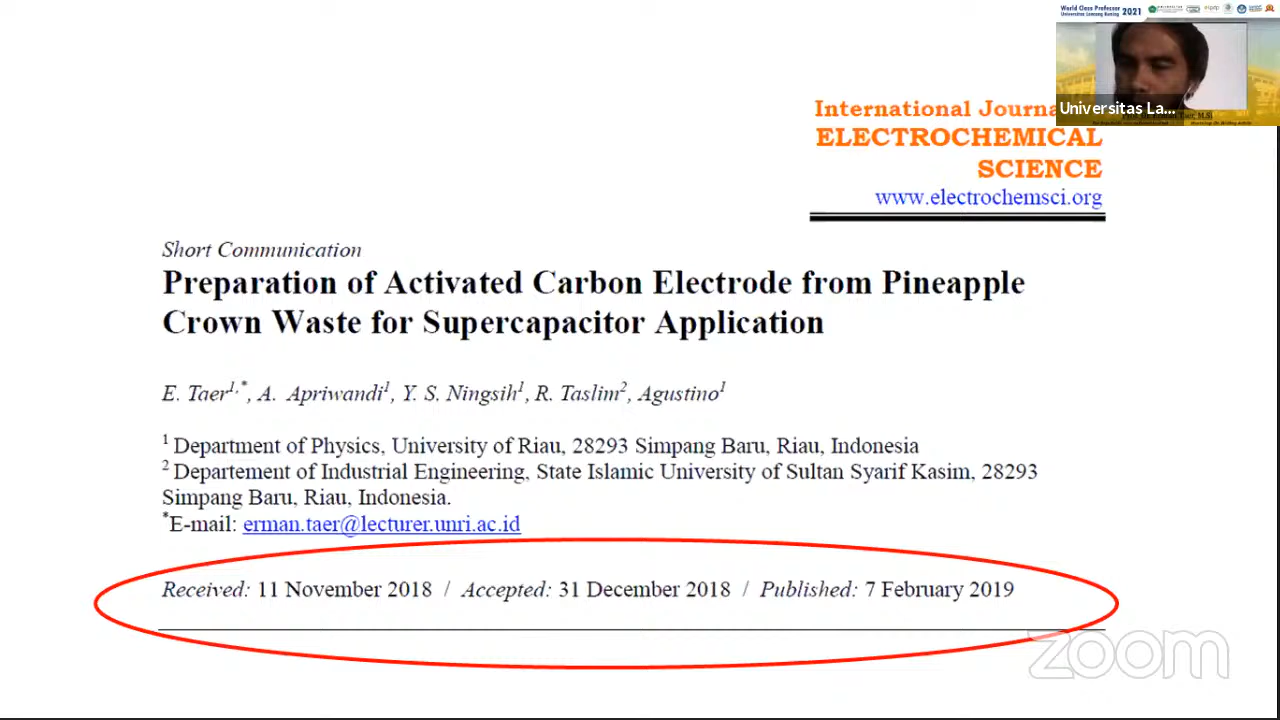 World Class Professor
Universitas Lancang Kuning 2021
Universitas La...
International Journa
ELECTROCHEMICAL
SCIENCE
www.electrochemsci.org
Short Communication
Preparation of Activated Carbon Electrode from Pineapple
Crown Waste for Supercapacitor Application
E. Taer1,*, A. Apriwandi1, Y. S. Ningsih1, R. Taslim2, Agustino1
1 Department of Physics, University of Riau, 28293 Simpang Baru, Riau, Indonesia
2 Departement of Industrial Engineering, State Islamic University of Sultan Syarif Kasim, 28293
Simpang Baru, Riau, Indonesia.
*E-mail: erman.taer@lecturer.unri.ac.id
Received: 11 November 2018 / Accepted: 31 December 2018 / Published: 7 February 2019
zoom